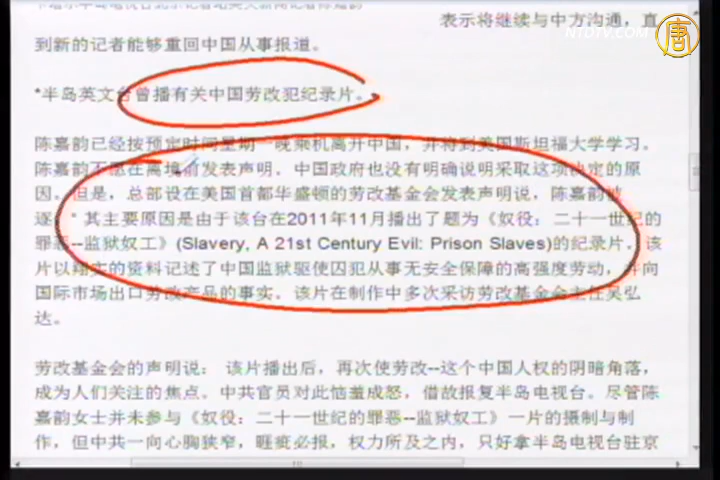 表示将继续与中方沟通，直
到新的记者能够重回中国从事报道。
*半岛英文台曾播有关中国劳改犯纪录片。
陈嘉韵已经按预定时间星期一晚乘机离开中国，并将到美国斯坦福大学学习。
陈嘉韵不愿在离境前发表声明。中国政府也没有明确说明采取这项决定的原
因。但是，总部设在美国首都华盛顿的劳改基金会发表声明说，陈嘉韵被
逐，“其主要原因是由于该台在2011年11月播出了题为《奴役：二十一世纪的
罪恶--监狱奴工》(Slavery, A 21st Century Evil: Prison Slaves)的纪录片。该
片以翔实的资料记述了中国监狱驱使囚犯从事无安全保障的高强度劳动，并向
国际市场出口劳改产品的事实。该片在制作中多次采访劳改基金会主任吴弘
达。
劳改基金会的声明说： 该片播出后，再次使劳改--这个中国人权的阴暗角落，
成为人们关注的焦点。中共官员对此恼羞成怒，借故报复半岛电视台。尽管陈
嘉韵女士并未参与《奴役：二十一世纪的罪恶--监狱奴工》一片的摄制与制
作，但中共一向心胸狭窄，睚疵必报，权力所及之内，只好拿半岛电视台驻京
NTDTV.COM
唐